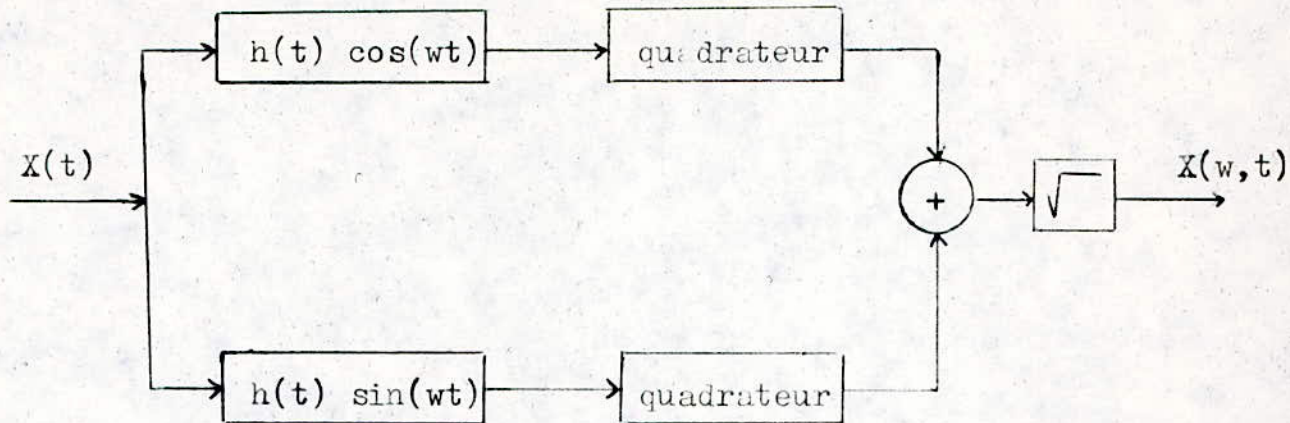 h(t) cos(wt)
quadrateur
X(t)
+
√
X(w,t)
h(t) sin(wt)
quadrateur